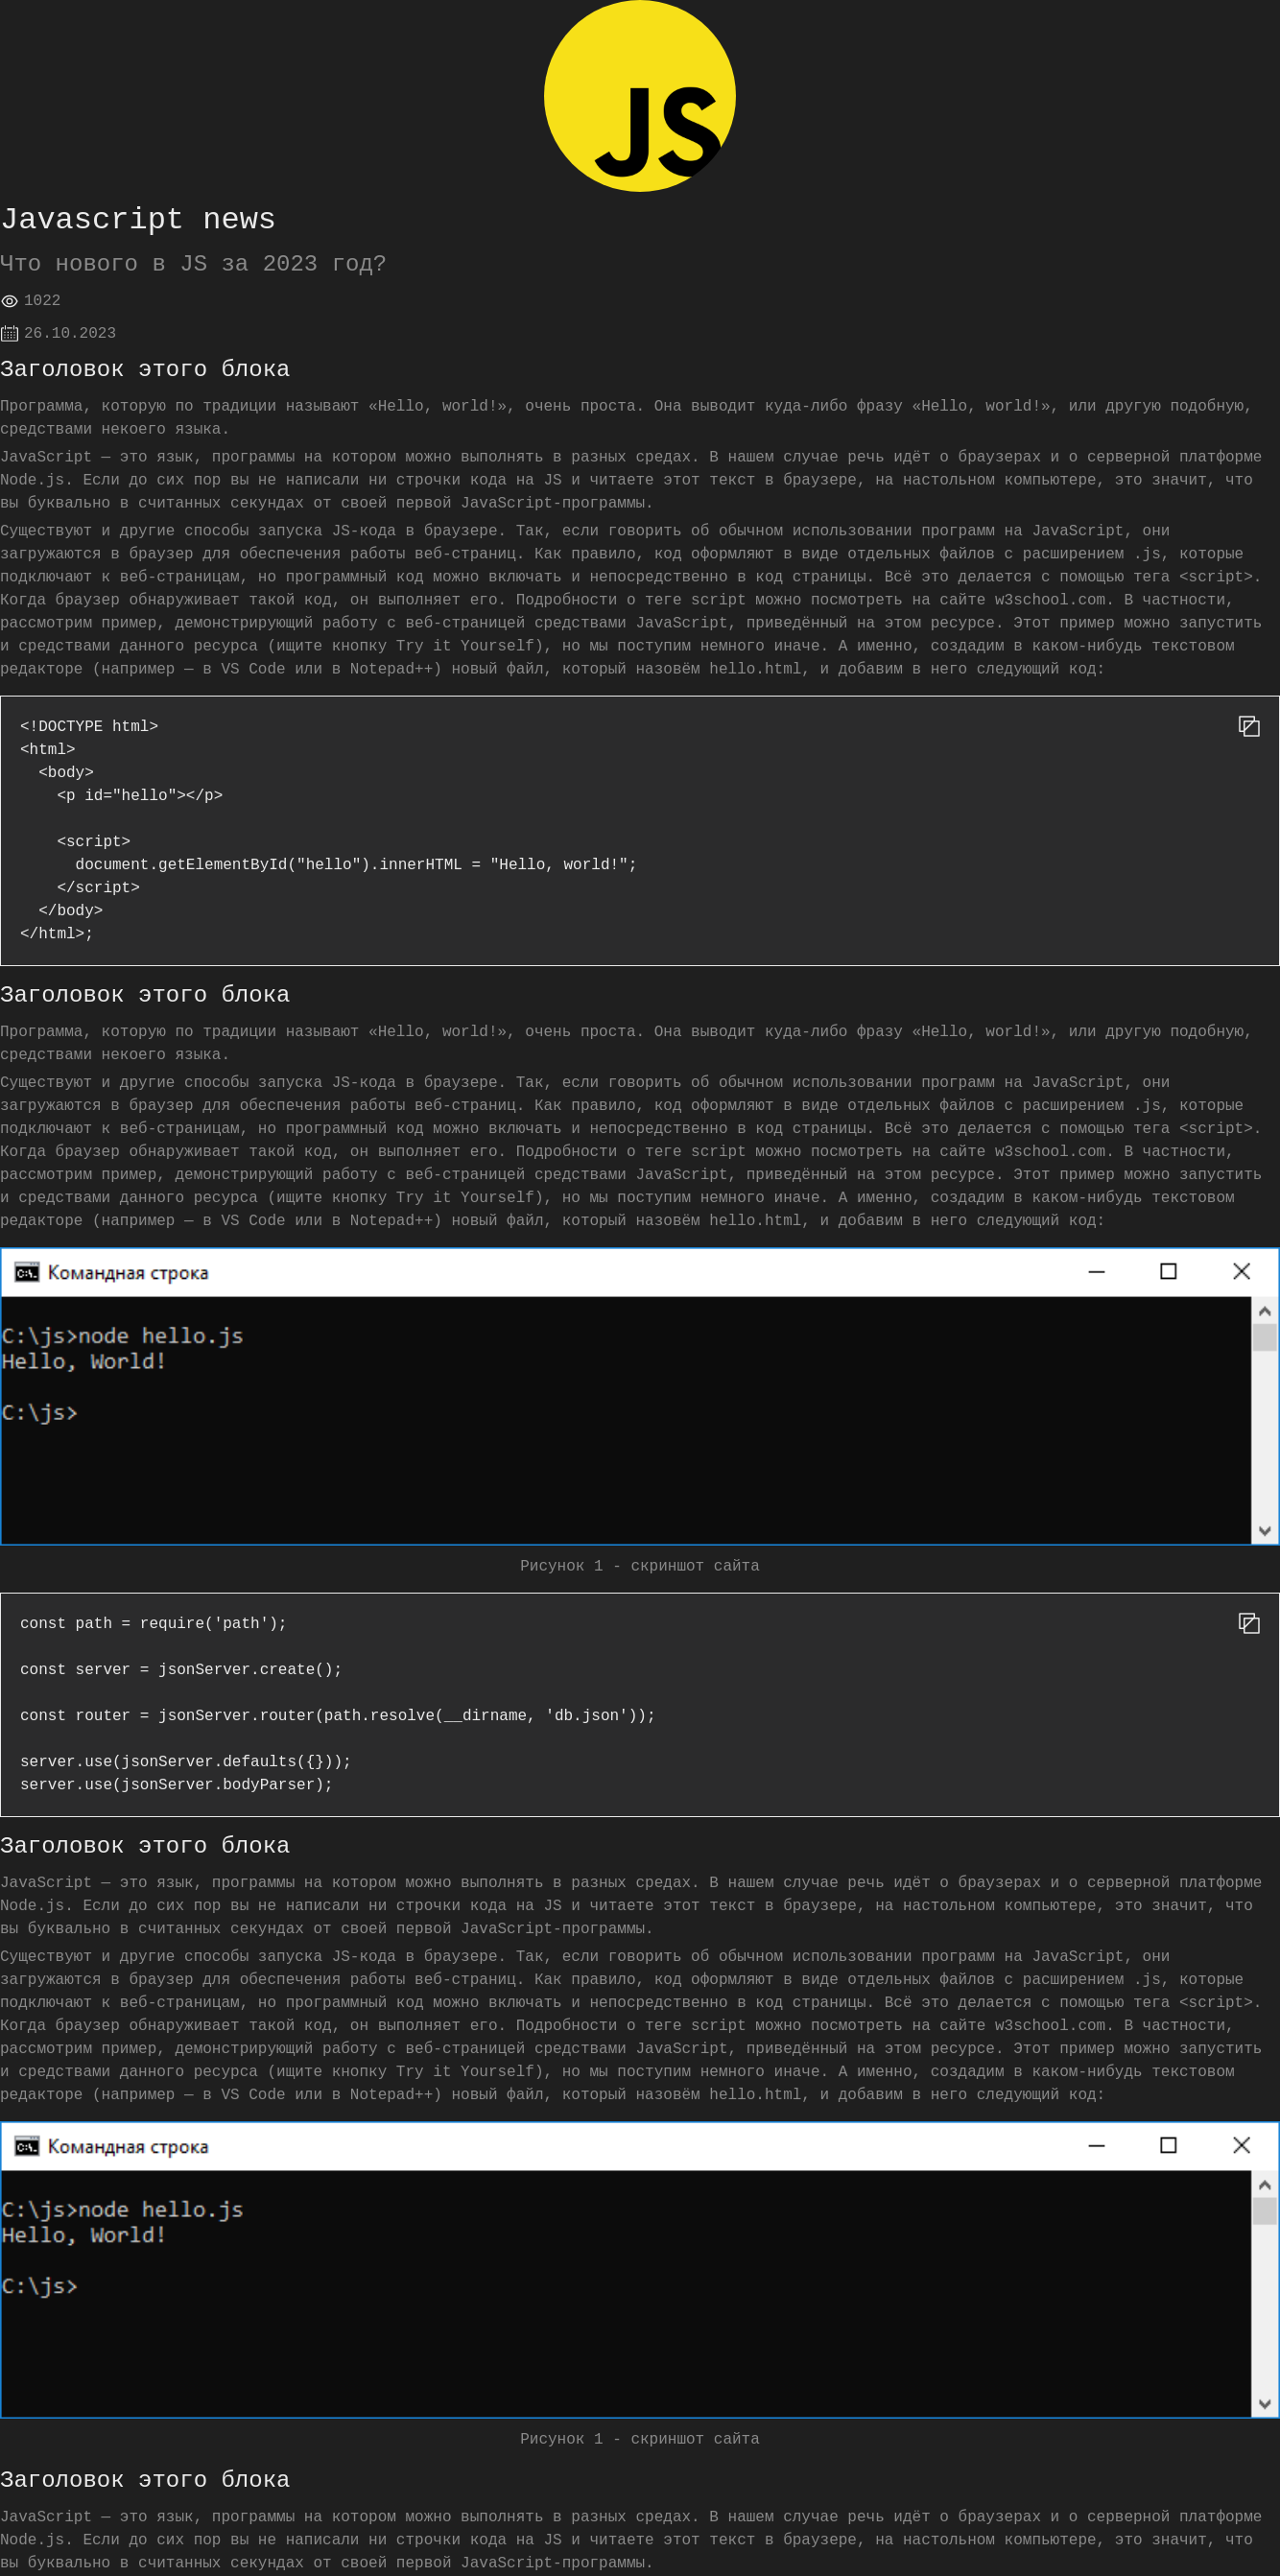 JS
Javascript news
Что нового в JS за 2023 год?
1022
26.10.2023
Заголовок этого блока
Программа, которую по традиции называют «Hello, world!», очень проста. Она выводит куда-либо фразу «Hello, world!», или другую подобную,
средствами некоего языка.
JavaScript — это язык, программы на котором можно выполнять в разных средах. В нашем случае речь идёт о браузерах и о серверной платформе
Node.js. Если до сих пор вы не написали ни строчки кода на JS и читаете этот текст в браузере, на настольном компьютере, это значит, что
вы буквально в считанных секундах от своей первой JavaScript-программы.
Существуют и другие способы запуска JS-кода в браузере. Так, если говорить об обычном использовании программ на JavaScript, они
загружаются в браузер для обеспечения работы веб-страниц. Как правило, код оформляют в виде отдельных файлов с расширением .js, которые
подключают к веб-страницам, но программный код можно включать и непосредственно в код страницы. Всё это делается с помощью тега <script>.
Когда браузер обнаруживает такой код, он выполняет его. Подробности о теге script можно посмотреть на сайте w3school.com. В частности,
рассмотрим пример, демонстрирующий работу с веб-страницей средствами JavaScript, приведённый на этом ресурсе. Этот пример можно запустить
и средствами данного ресурса (ищите кнопку Try it Yourself), но мы поступим немного иначе. А именно, создадим в каком-нибудь текстовом
редакторе (например — в VS Code или в Notepad++) новый файл, который назовём hello.html, и добавим в него следующий код:
<!DOCTYPE html>
<html>
  <body>
    <p id="hello"></p>

    <script>
      document.getElementById("hello").innerHTML = "Hello, world!";
    </script>
  </body>
</html>;
Заголовок этого блока
Программа, которую по традиции называют «Hello, world!», очень проста. Она выводит куда-либо фразу «Hello, world!», или другую подобную,
средствами некоего языка.
Существуют и другие способы запуска JS-кода в браузере. Так, если говорить об обычном использовании программ на JavaScript, они
загружаются в браузер для обеспечения работы веб-страниц. Как правило, код оформляют в виде отдельных файлов с расширением .js, которые
подключают к веб-страницам, но программный код можно включать и непосредственно в код страницы. Всё это делается с помощью тега <script>.
Когда браузер обнаруживает такой код, он выполняет его. Подробности о теге script можно посмотреть на сайте w3school.com. В частности,
рассмотрим пример, демонстрирующий работу с веб-страницей средствами JavaScript, приведённый на этом ресурсе. Этот пример можно запустить
и средствами данного ресурса (ищите кнопку Try it Yourself), но мы поступим немного иначе. А именно, создадим в каком-нибудь текстовом
редакторе (например — в VS Code или в Notepad++) новый файл, который назовём hello.html, и добавим в него следующий код:
Командная строка
C:\js>node hello.js
Hello, World!
C:\js>
Рисунок 1 - скриншот сайта
const path = require('path');

const server = jsonServer.create();

const router = jsonServer.router(path.resolve(__dirname, 'db.json'));

server.use(jsonServer.defaults({}));
server.use(jsonServer.bodyParser);
Заголовок этого блока
JavaScript — это язык, программы на котором можно выполнять в разных средах. В нашем случае речь идёт о браузерах и о серверной платформе
Node.js. Если до сих пор вы не написали ни строчки кода на JS и читаете этот текст в браузере, на настольном компьютере, это значит, что
вы буквально в считанных секундах от своей первой JavaScript-программы.
Существуют и другие способы запуска JS-кода в браузере. Так, если говорить об обычном использовании программ на JavaScript, они
загружаются в браузер для обеспечения работы веб-страниц. Как правило, код оформляют в виде отдельных файлов с расширением .js, которые
подключают к веб-страницам, но программный код можно включать и непосредственно в код страницы. Всё это делается с помощью тега <script>.
Когда браузер обнаруживает такой код, он выполняет его. Подробности о теге script можно посмотреть на сайте w3school.com. В частности,
рассмотрим пример, демонстрирующий работу с веб-страницей средствами JavaScript, приведённый на этом ресурсе. Этот пример можно запустить
и средствами данного ресурса (ищите кнопку Try it Yourself), но мы поступим немного иначе. А именно, создадим в каком-нибудь текстовом
редакторе (например — в VS Code или в Notepad++) новый файл, который назовём hello.html, и добавим в него следующий код:
Командная строка
C:\js>node hello.js
Hello, World!
C:\js>
Рисунок 1 - скриншот сайта
Заголовок этого блока
JavaScript — это язык, программы на котором можно выполнять в разных средах. В нашем случае речь идёт о браузерах и о серверной платформе
Node.js. Если до сих пор вы не написали ни строчки кода на JS и читаете этот текст в браузере, на настольном компьютере, это значит, что
вы буквально в считанных секундах от своей первой JavaScript-программы.